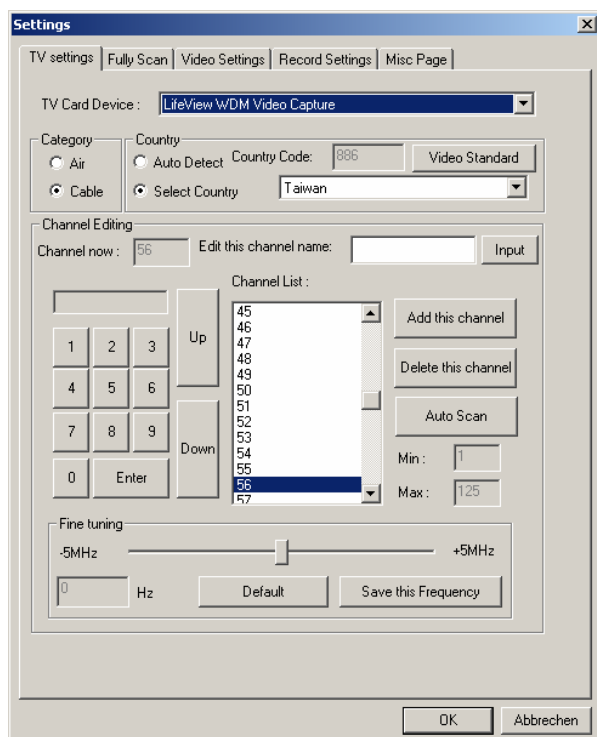 Settings
TV settings Fully Scan Video Settings Record Settings Misc Page
TV Card Device : LifeView WDM Video Capture
Category
Air
Cable
Country
Auto Detect Country Code: 886 Video Standard
Select Country Taiwan
Channel Editing
Channel now : 56 Edit this channel name: Input
Channel List :
1 2 3
4 5 6
7 8 9
0 Enter
Up
Down
45
46
47
48
49
50
51
52
53
54
55
56
57
Add this channel
Delete this channel
Auto Scan
Min : 1
Max : 125
Fine tuning
-5MHz +5MHz
0 Hz Default Save this Frequency
OK Abbrechen